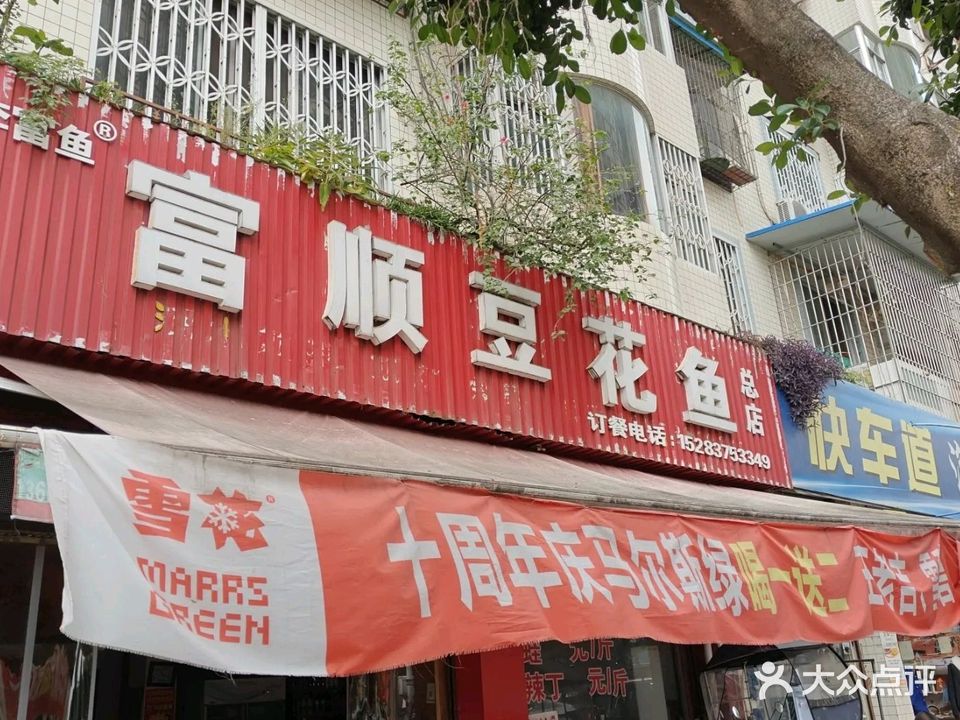 富鱼®
富顺豆花鱼
总店
订餐电话:15283753349
快车道
雪花®
MARRS
GREEN
十周年庆马尔斯绿喝一送二
元/斤
辣丁 元/斤
大众点评